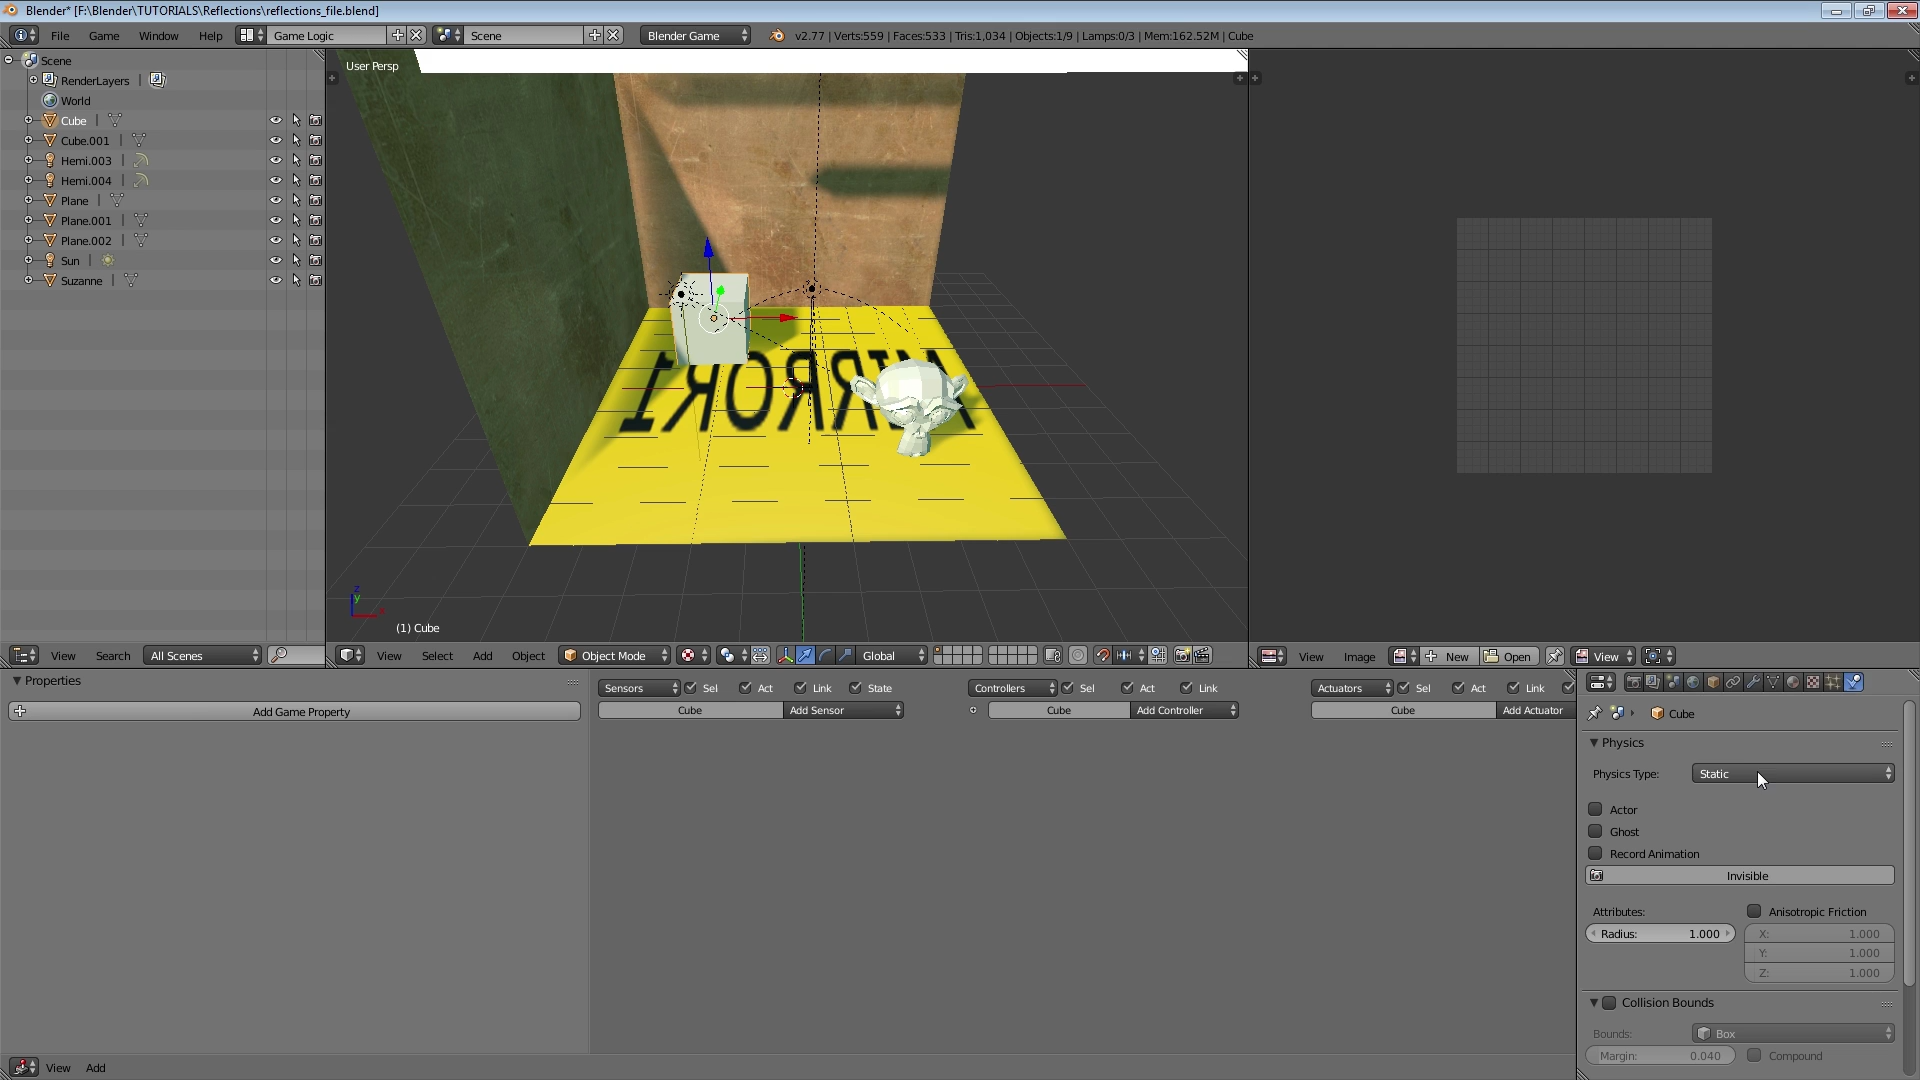 Blender* [F:\Blender\TUTORIALS\Reflections\reflections_file.blend]
File Game Window Help Game Logic Scene Blender Game v2.77 | Verts:559 | Faces:533 | Tris:1,034 | Objects:1/9 | Lamps:0/3 | Mem:162.52M | Cube
Scene
RenderLayers |
World
Cube |
Cube.001 |
Hemi.003 |
Hemi.004 |
Plane |
Plane.001 |
Plane.002 |
Sun |
Suzanne |
User Persp
MIRROR1
z
y
x
(1) Cube
View Search All Scenes
View Select Add Object Object Mode Global
View Image New Open View
Properties
Add Game Property
Sensors Sel Act Link State
Cube Add Sensor
Controllers Sel Act Link
Cube Add Controller
Actuators Sel Act Link
Cube Add Actuator
Cube
Physics
Physics Type: Static
Actor
Ghost
Record Animation
Invisible
Attributes:
Radius: 1.000
Anisotropic Friction
X: 1.000
Y: 1.000
Z: 1.000
Collision Bounds
Bounds: Box
Margin: 0.040
Compound
View Add